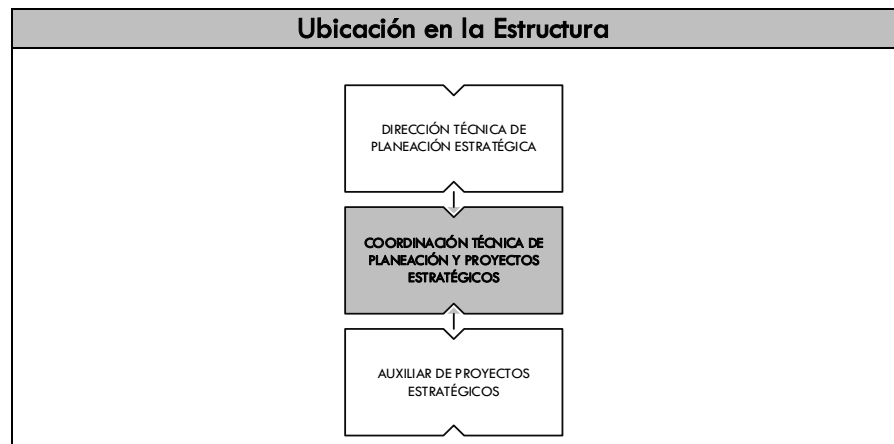 Ubicación en la Estructura
DIRECCIÓN TÉCNICA DE
PLANEACIÓN ESTRATÉGICA
COORDINACIÓN TÉCNICA DE
PLANEACIÓN Y PROYECTOS
ESTRATÉGICOS
AUXILIAR DE PROYECTOS
ESTRATÉGICOS